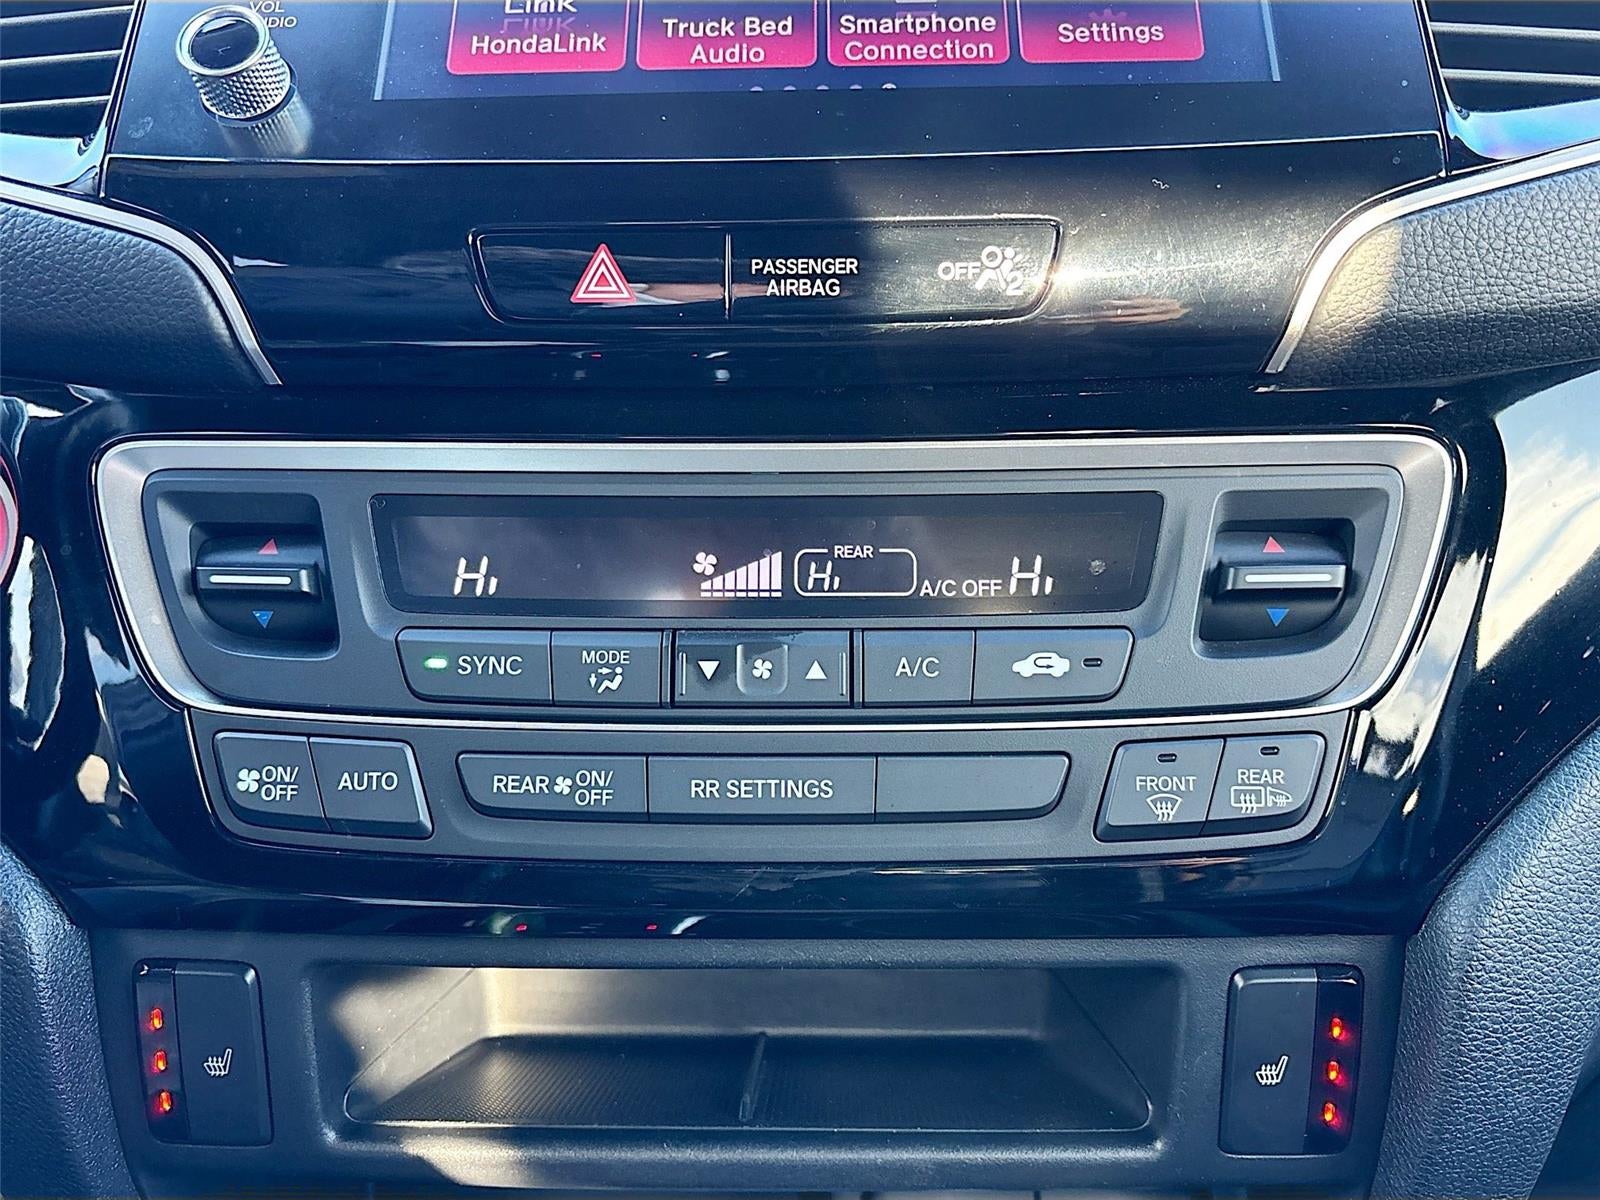 VOL
AUDIO
Link
HondaLink
Truck Bed
Audio
Smartphone
Connection
Settings
PASSENGER
AIRBAG
OFF
2
Hi
REAR
Hi
A/C OFF
Hi
SYNC
MODE
A/C
ON/
OFF
AUTO
REAR
ON/
OFF
RR SETTINGS
FRONT
REAR